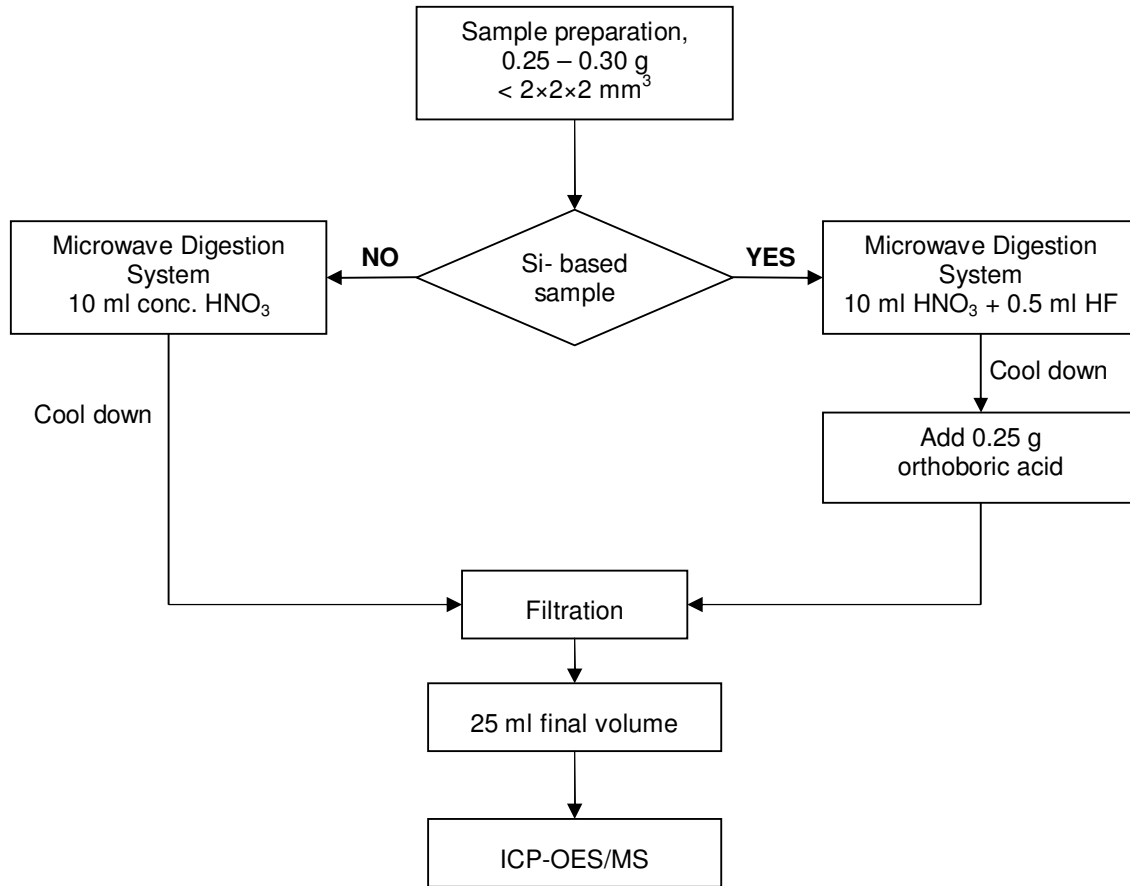 Sample preparation,
0.25 – 0.30 g
< 2×2×2 mm³
NO
Si- based
sample
YES
Microwave Digestion
System
10 ml conc. HNO₃
Microwave Digestion
System
10 ml HNO₃ + 0.5 ml HF
Cool down
Cool down
Add 0.25 g
orthoboric acid
Filtration
25 ml final volume
ICP-OES/MS